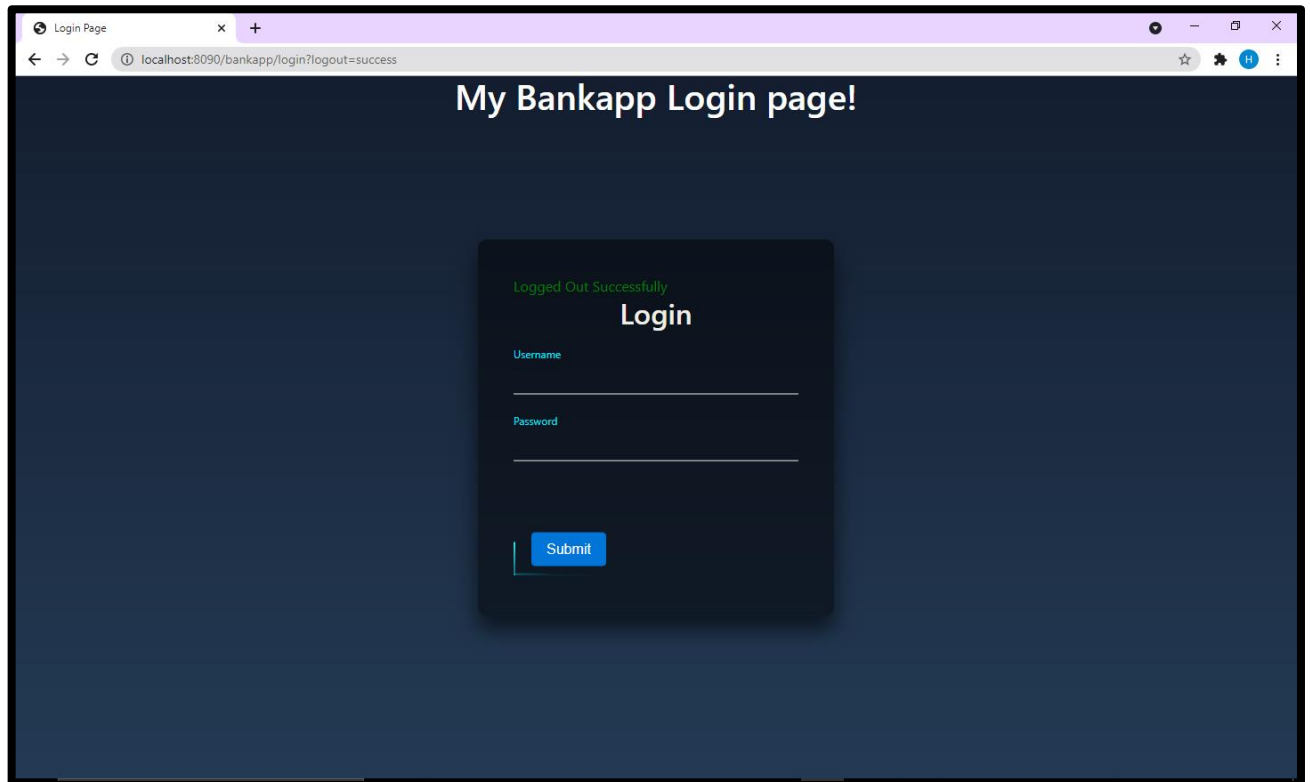 Login Page
localhost:8090/bankapp/login?logout=success
H
My Bankapp Login page!
Logged Out Successfully
Login
Username
Password
Submit